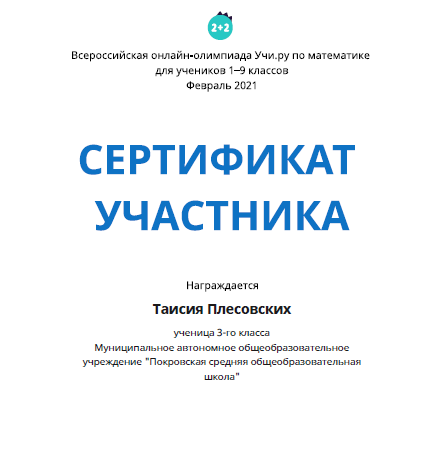 2+2
Всероссийская онлайн-олимпиада Учи.ру по математике
для учеников 1–9 классов
Февраль 2021
СЕРТИФИКАТ
УЧАСТНИКА
Награждается
Таисия Плесовских
ученица 3-го класса
Муниципальное автономное общеобразовательное
учреждение "Покровская средняя общеобразовательная
школа"